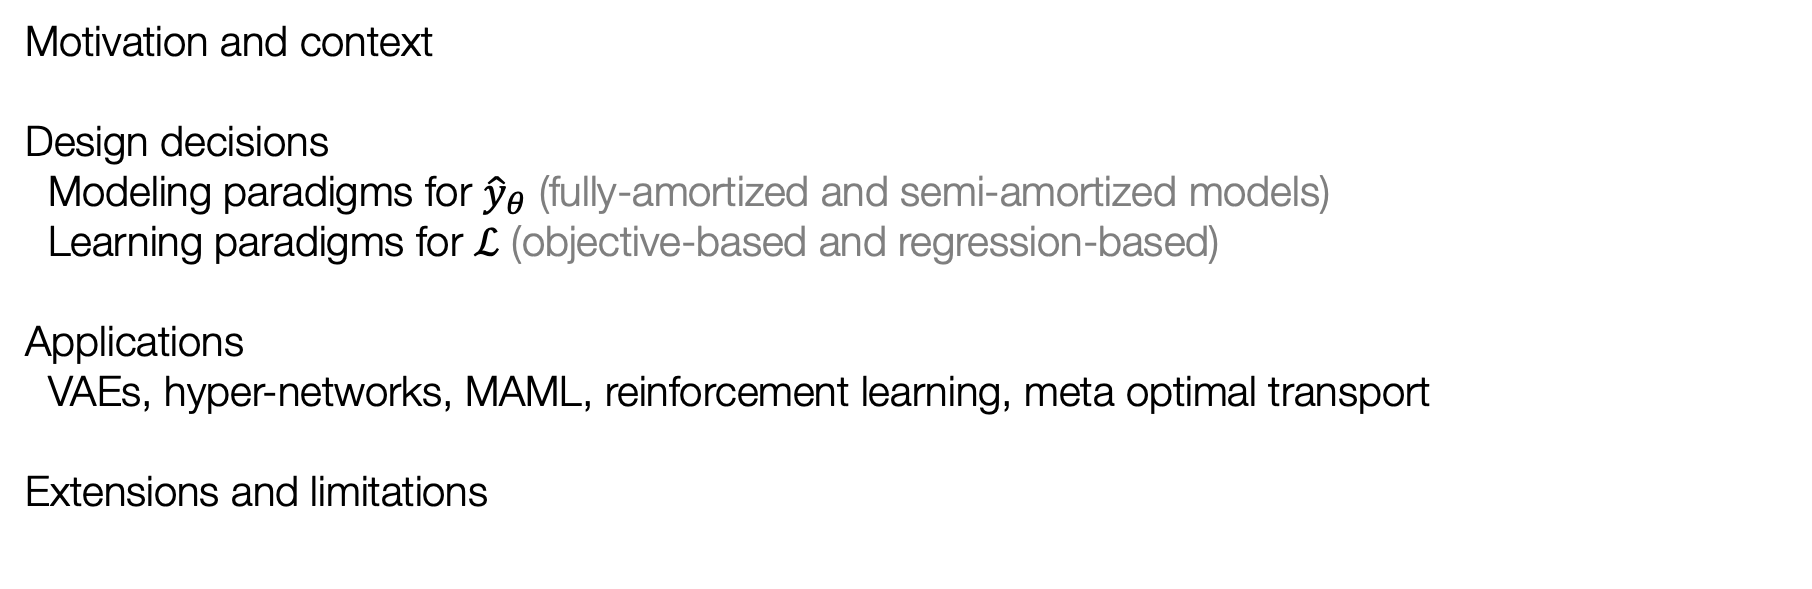 Motivation and context
Design decisions
Modeling paradigms for ŷθ (fully-amortized and semi-amortized models)
Learning paradigms for ℒ (objective-based and regression-based)
Applications
VAEs, hyper-networks, MAML, reinforcement learning, meta optimal transport
Extensions and limitations